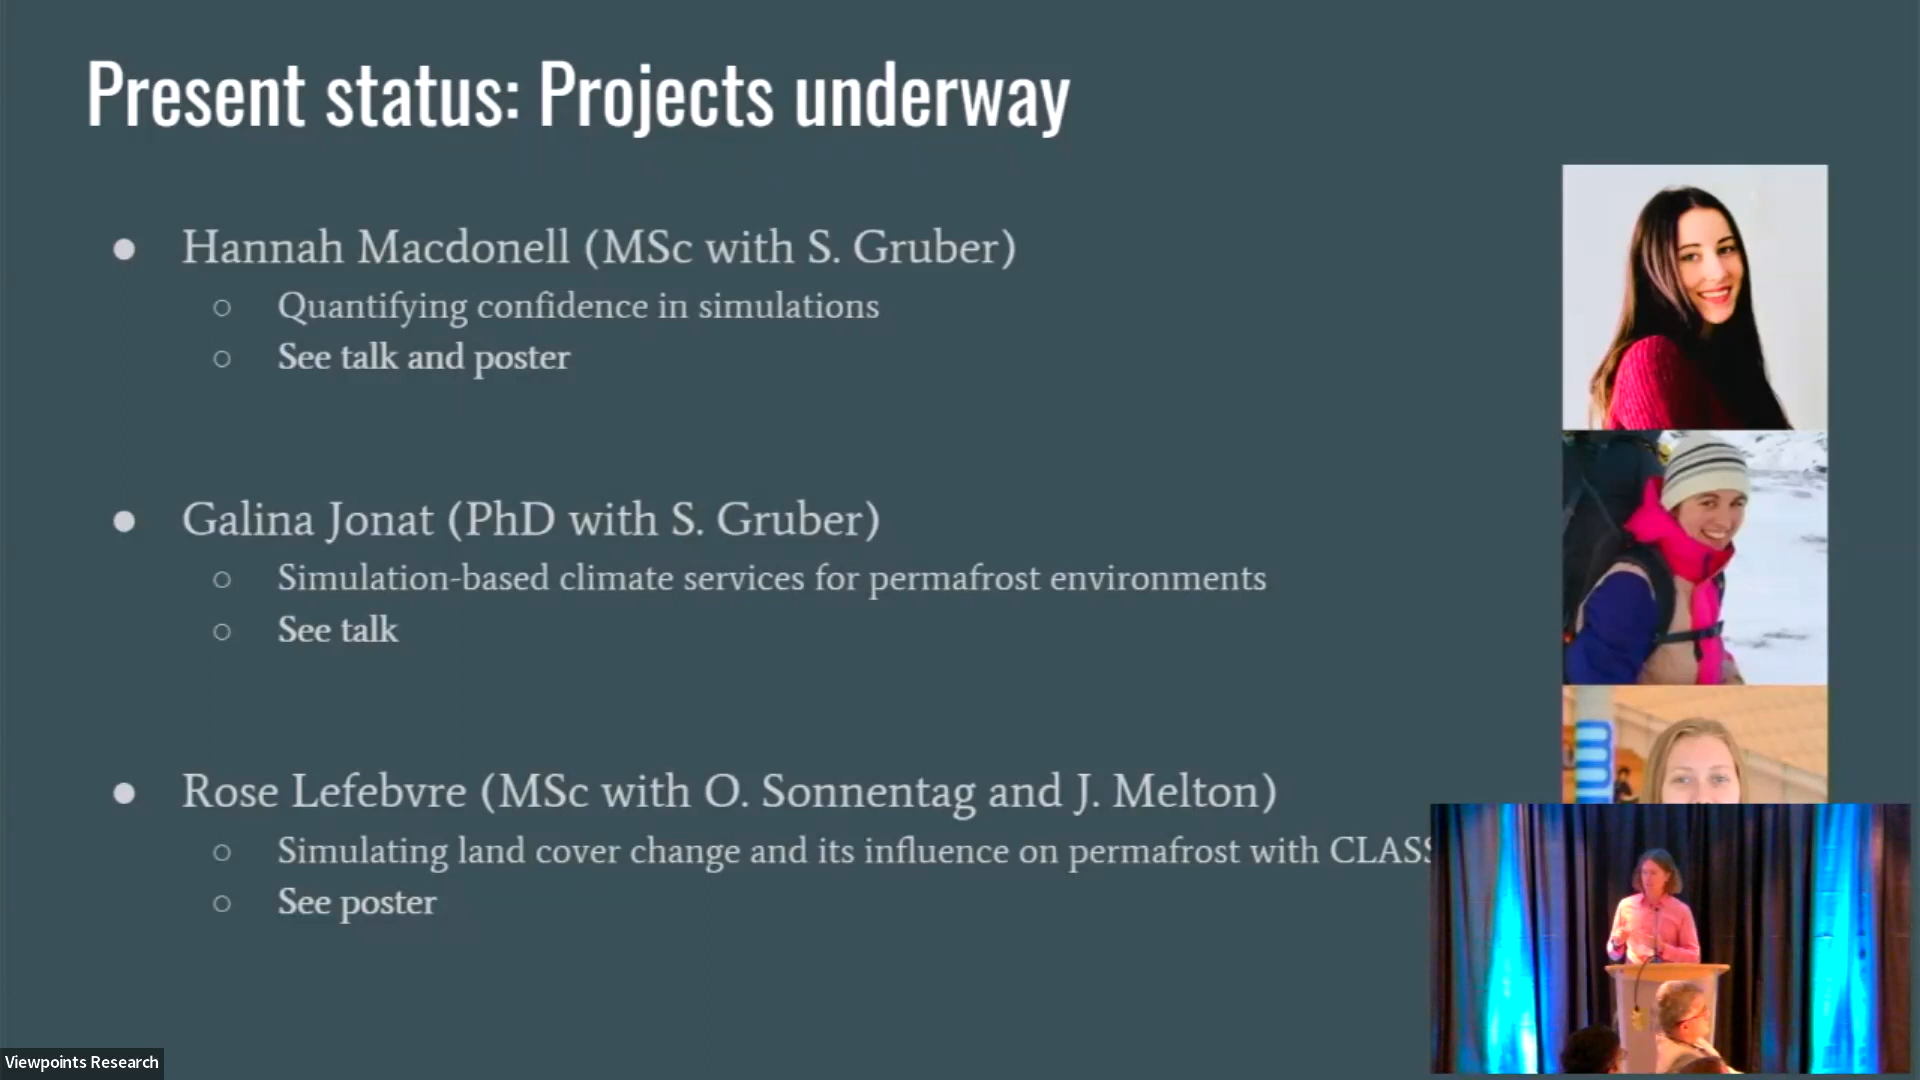 Present status: Projects underway
● Hannah Macdonell (MSc with S. Gruber)
○ Quantifying confidence in simulations
○ See talk and poster
● Galina Jonat (PhD with S. Gruber)
○ Simulation-based climate services for permafrost environments
○ See talk
● Rose Lefebvre (MSc with O. Sonnentag and J. Melton)
○ Simulating land cover change and its influence on permafrost with CLASS
○ See poster
Viewpoints Research